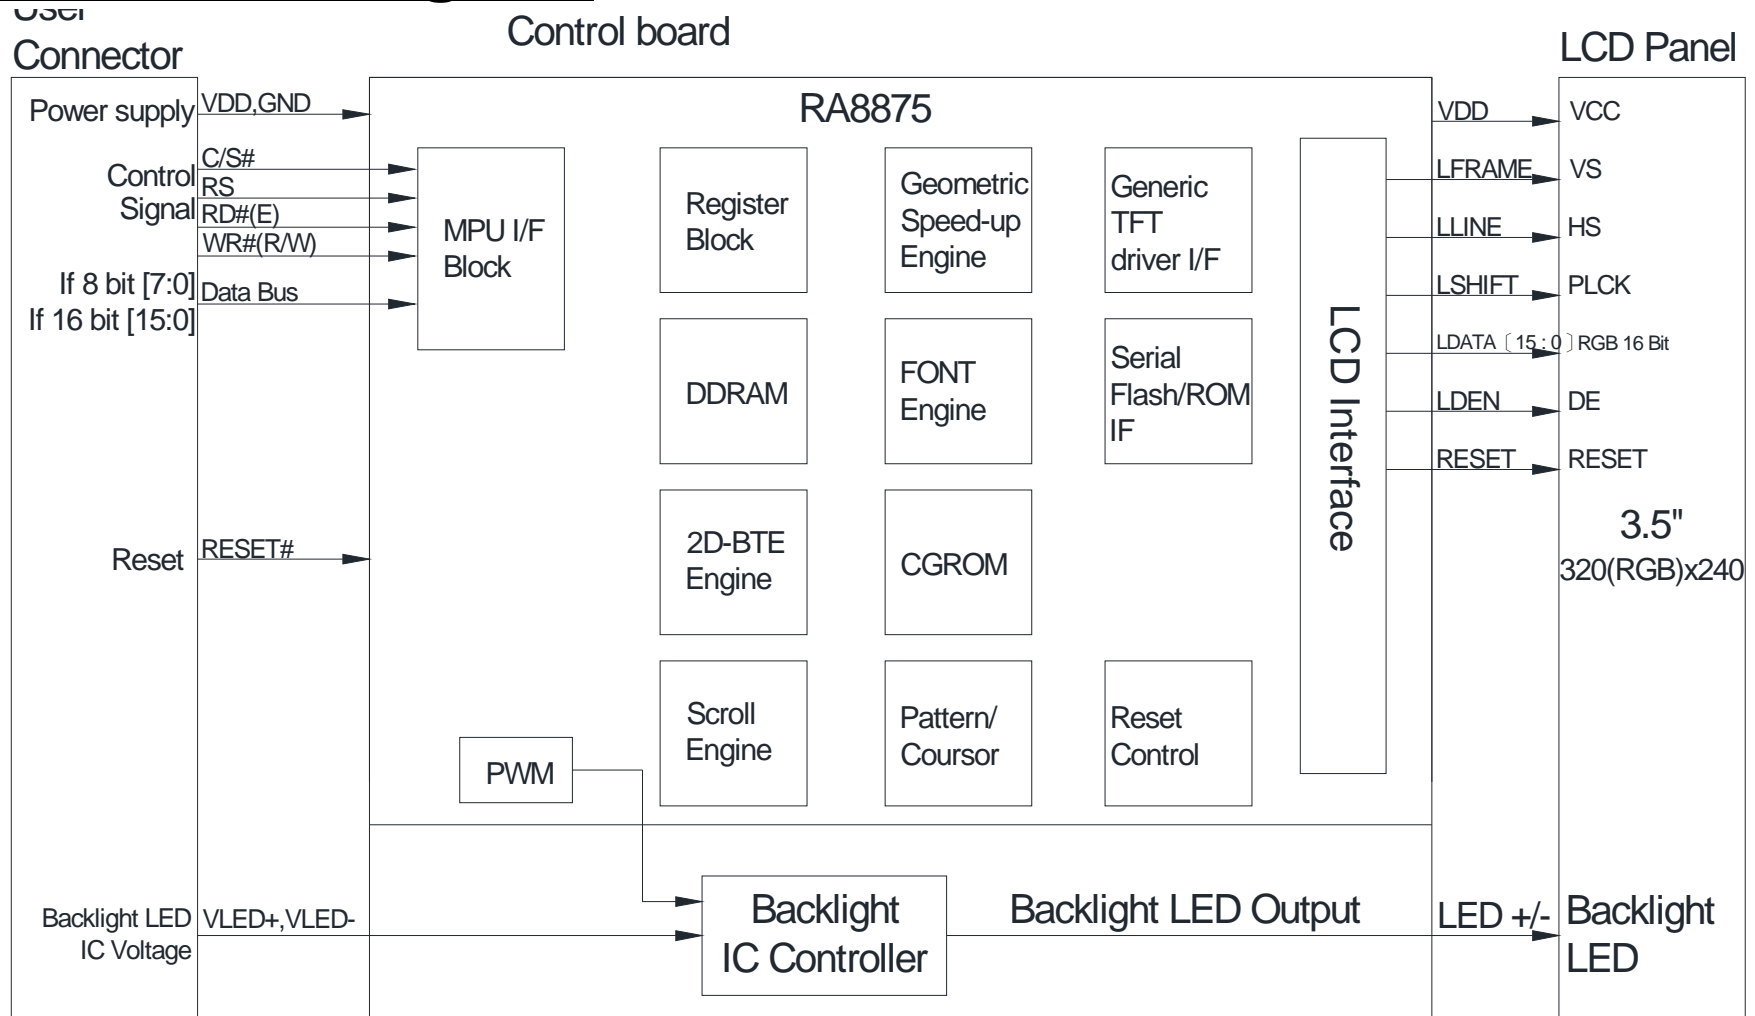 User
Connector
Control board
LCD Panel
Power supply
VDD,GND
Control
Signal
C/S#
RS
RD#(E)
WR#(R/W)
If 8 bit [7:0]
If 16 bit [15:0]
Data Bus
Reset
RESET#
Backlight LED
IC Voltage
VLED+,VLED-
RA8875
MPU I/F
Block
Register
Block
Geometric
Speed-up
Engine
Generic
TFT
driver I/F
DDRAM
FONT
Engine
Serial
Flash/ROM
IF
2D-BTE
Engine
CGROM
Scroll
Engine
Pattern/
Coursor
Reset
Control
PWM
LCD Interface
Backlight
IC Controller
Backlight LED Output
VDD
VCC
LFRAME
VS
LLINE
HS
LSHIFT
PLCK
LDATA〔15:0〕RGB 16 Bit
LDEN
DE
RESET
RESET
3.5"
320(RGB)x240
LED +/-
Backlight
LED